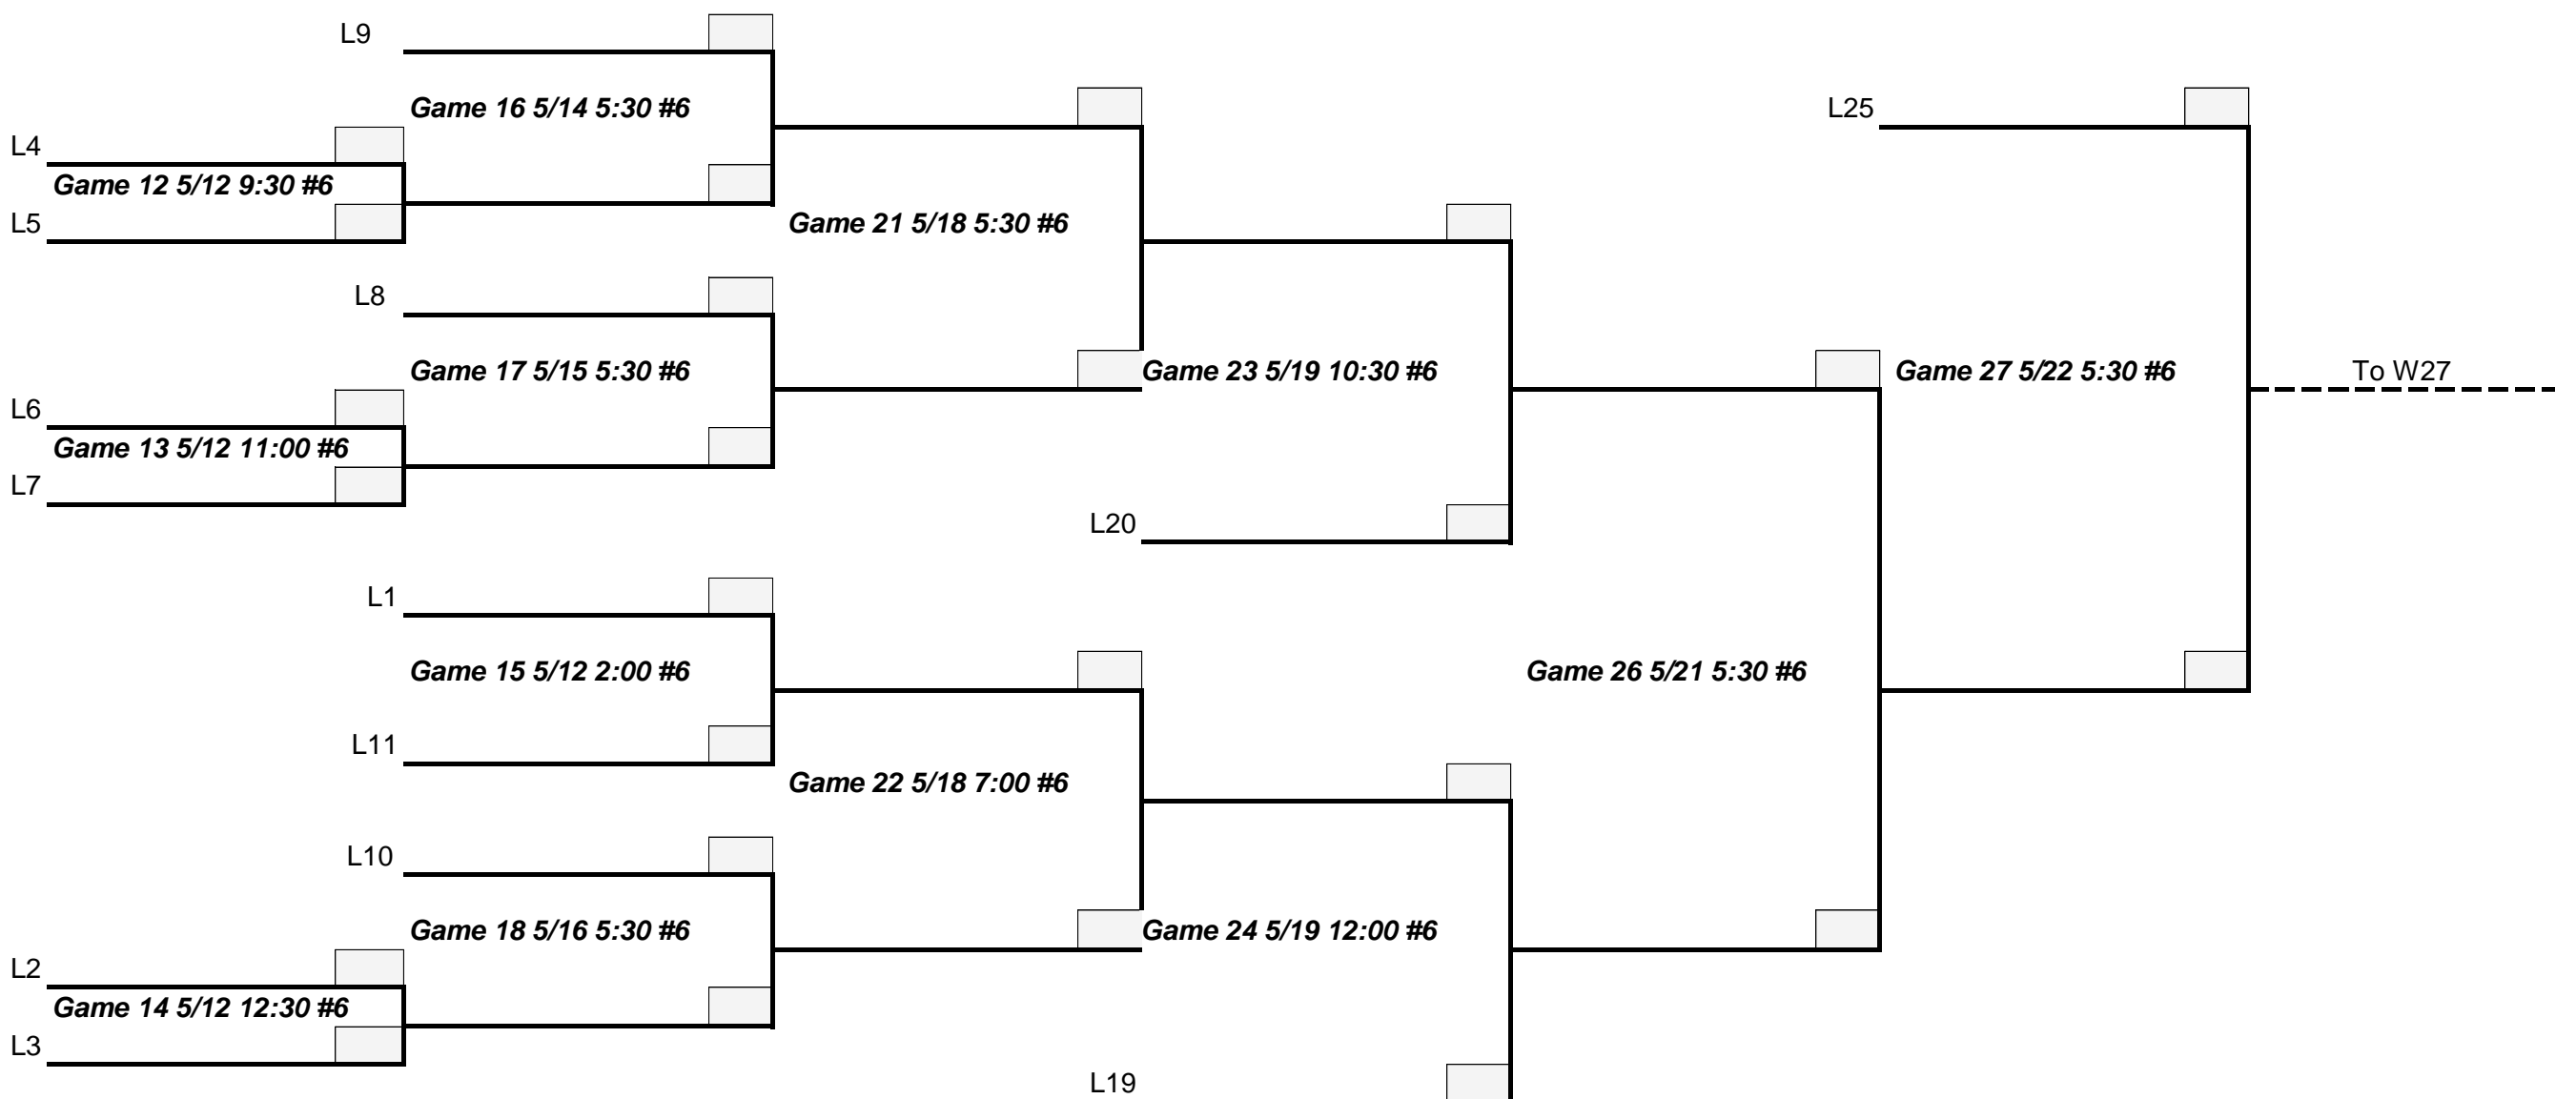 L9
Game 16 5/14 5:30 #6
L25
L4
Game 12 5/12 9:30 #6
L5
Game 21 5/18 5:30 #6
L8
Game 17 5/15 5:30 #6
Game 23 5/19 10:30 #6
Game 27 5/22 5:30 #6
To W27
L6
Game 13 5/12 11:00 #6
L7
L20
L1
Game 15 5/12 2:00 #6
Game 26 5/21 5:30 #6
L11
Game 22 5/18 7:00 #6
L10
Game 18 5/16 5:30 #6
Game 24 5/19 12:00 #6
L2
Game 14 5/12 12:30 #6
L3
L19